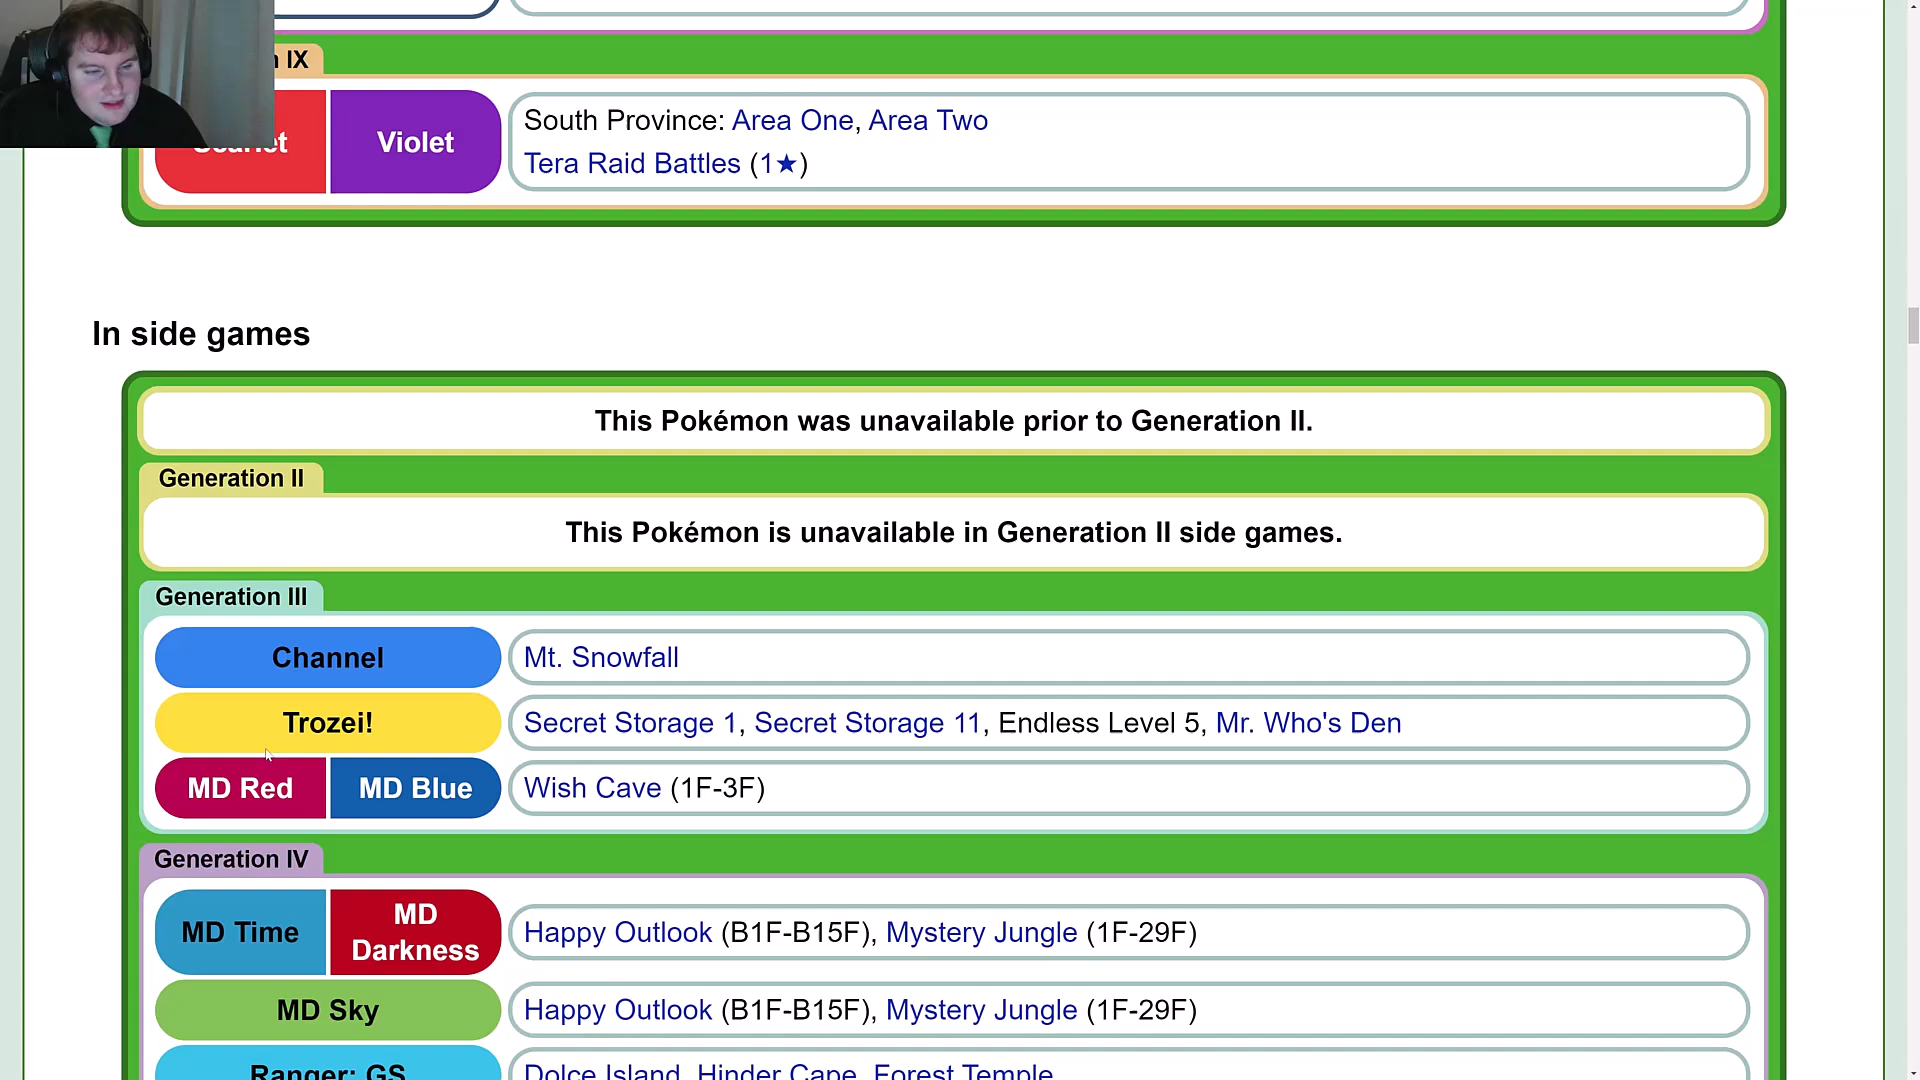 n IX
Scarlet
Violet
South Province: Area One, Area Two
Tera Raid Battles (1★)
In side games
This Pokémon was unavailable prior to Generation II.
Generation II
This Pokémon is unavailable in Generation II side games.
Generation III
Channel
Mt. Snowfall
Trozei!
Secret Storage 1, Secret Storage 11, Endless Level 5, Mr. Who's Den
MD Red
MD Blue
Wish Cave (1F-3F)
Generation IV
MD Time
MD
Darkness
Happy Outlook (B1F-B15F), Mystery Jungle (1F-29F)
MD Sky
Happy Outlook (B1F-B15F), Mystery Jungle (1F-29F)
Ranger: GS
Dolce Island, Hinder Cape, Forest Temple